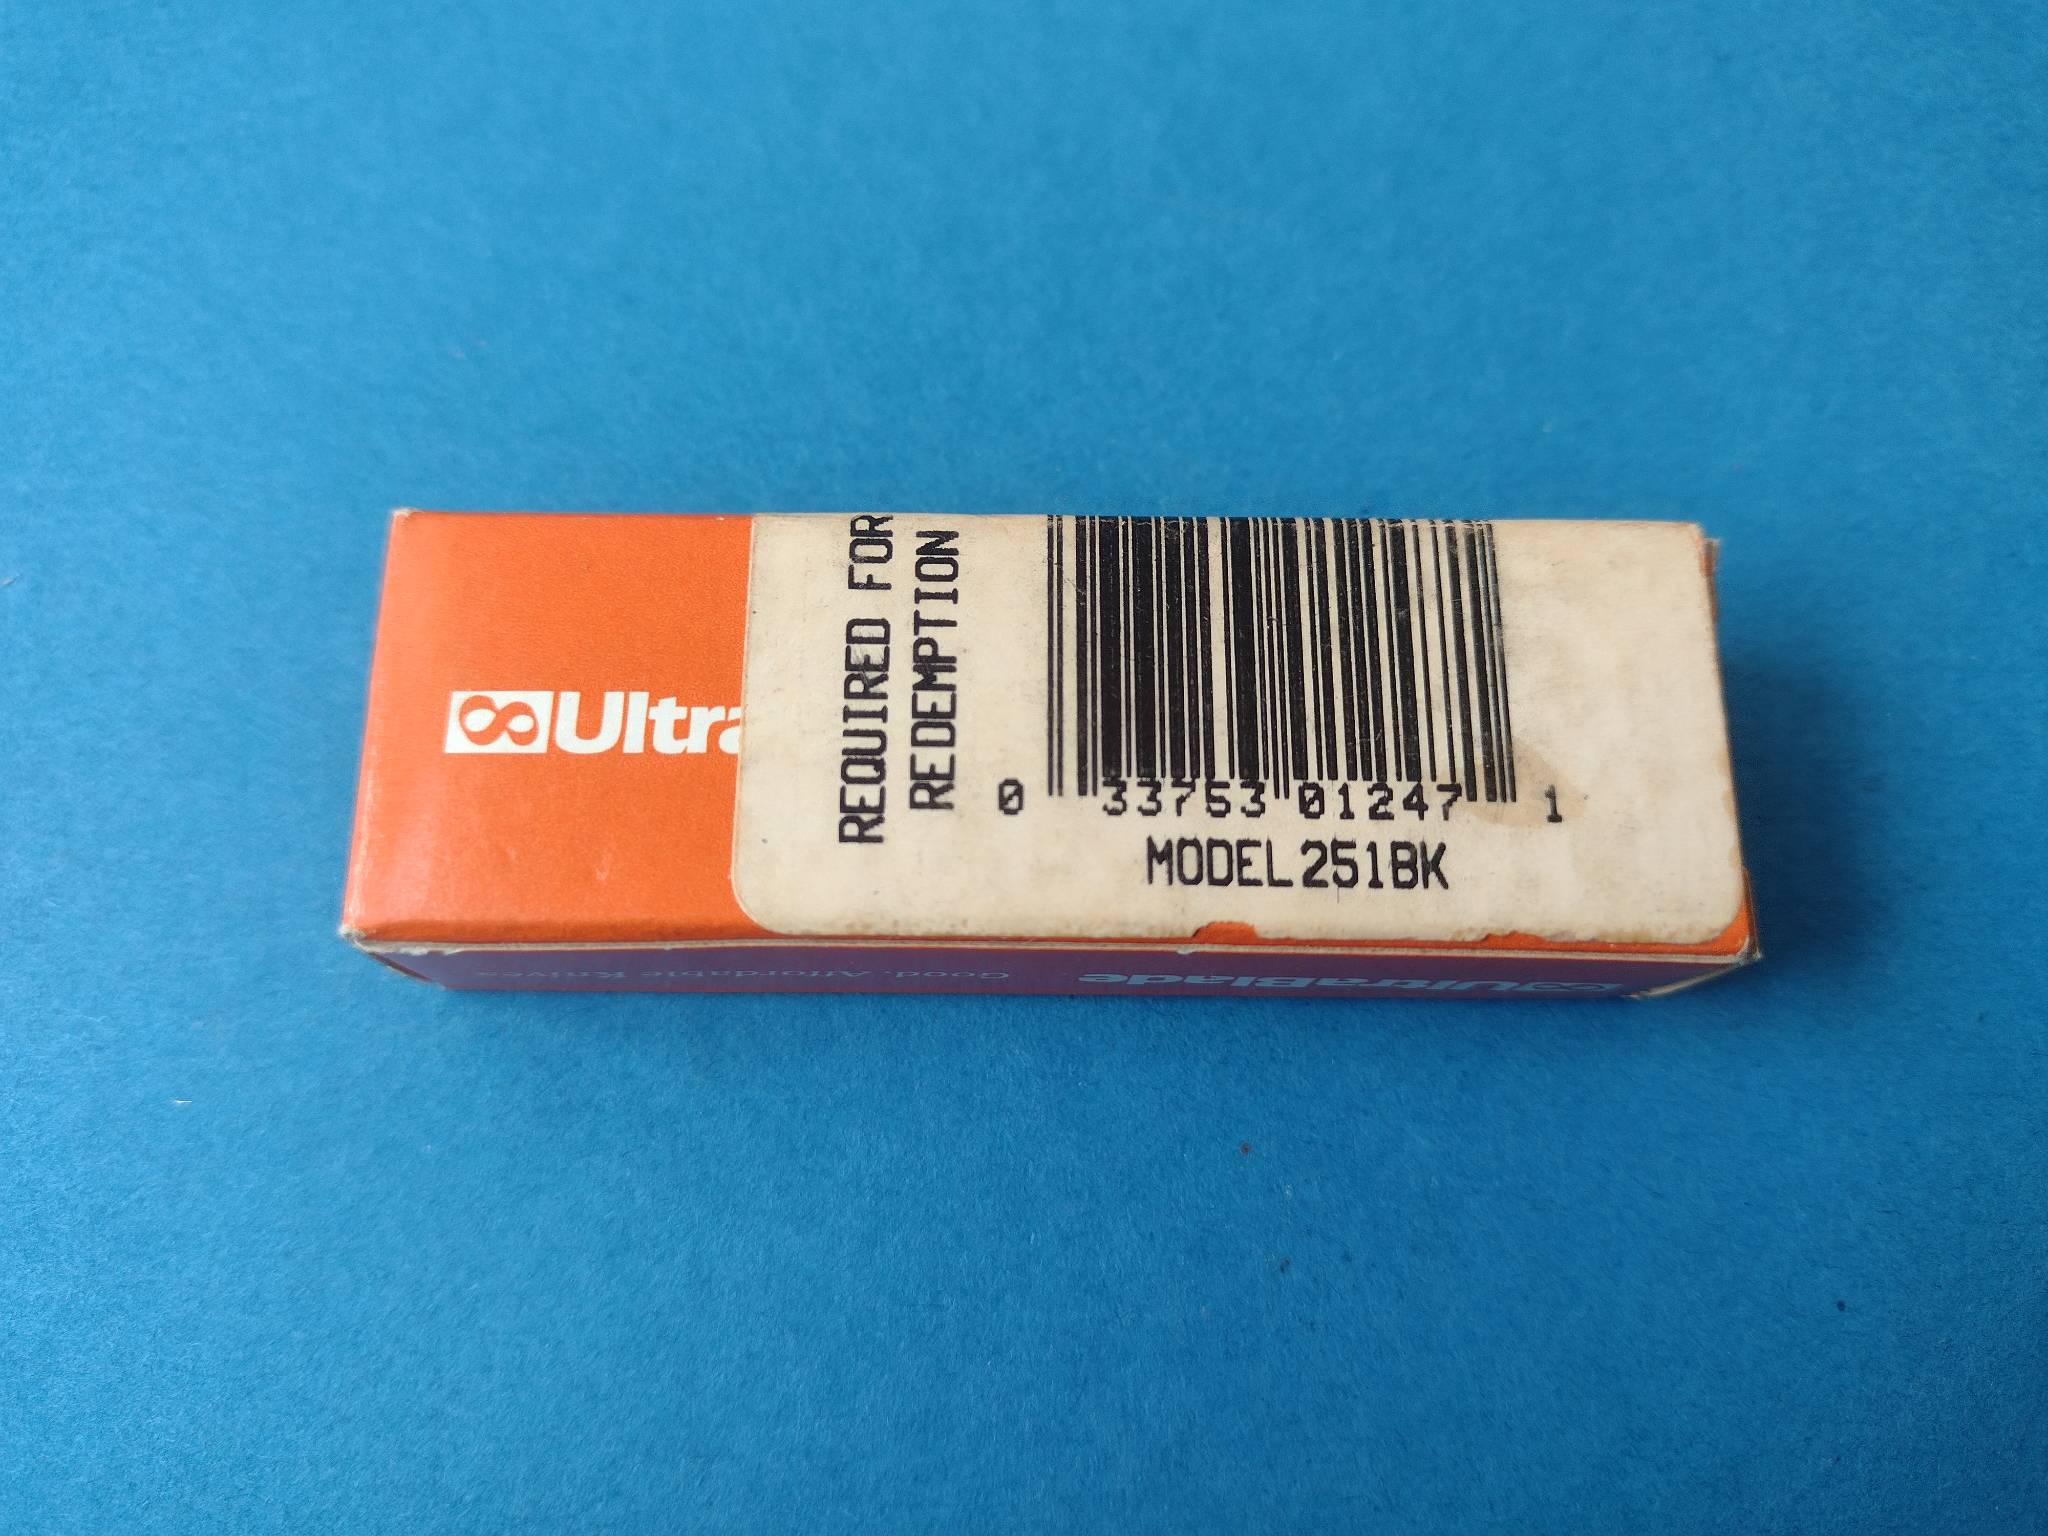 Ultra
REQUIRED FOR
REDEMPTION
0 33753 01247 1
MODEL 251BK
UltraBlade
Good, Affordable Knives